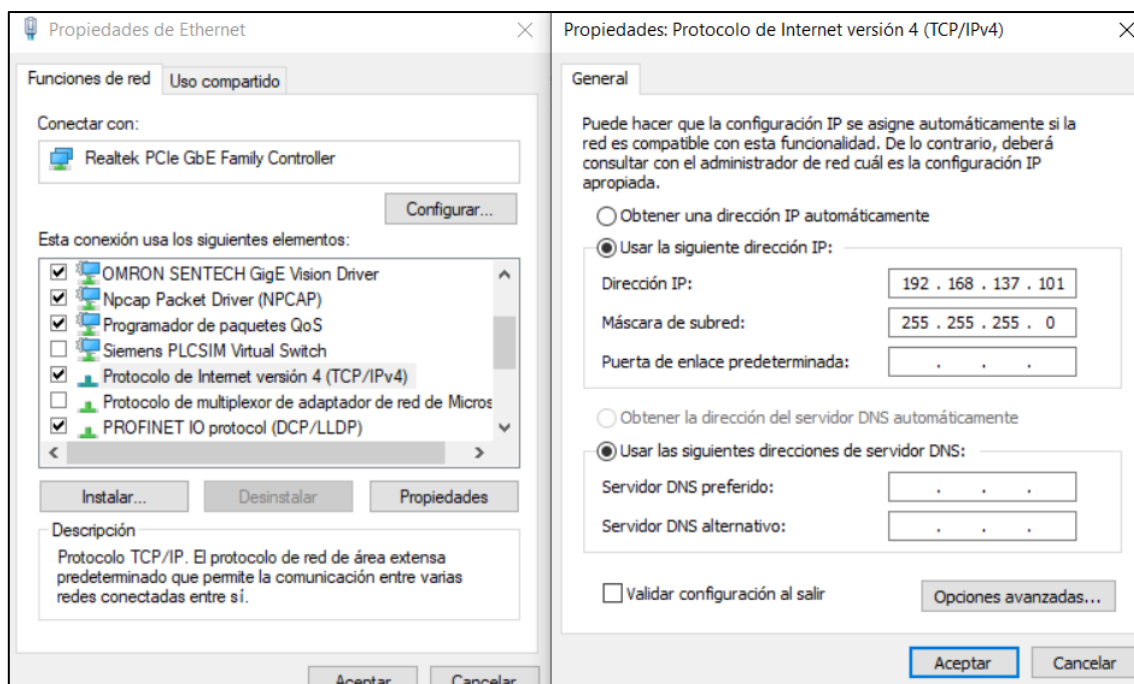 Propiedades de Ethernet
Funciones de red
Uso compartido
Conectar con:
Realtek PCIe GbE Family Controller
Configurar...
Esta conexión usa los siguientes elementos:
OMRON SENTECH GigE Vision Driver
Npcap Packet Driver (NPCAP)
Programador de paquetes QoS
Siemens PLCSIM Virtual Switch
Protocolo de Internet versión 4 (TCP/IPv4)
Protocolo de multiplexor de adaptador de red de Micros
PROFINET IO protocol (DCP/LLDP)
Instalar...
Desinstalar
Propiedades
Descripción
Protocolo TCP/IP. El protocolo de red de área extensa
predeterminado que permite la comunicación entre varias
redes conectadas entre sí.
Aceptar
Cancelar
Propiedades: Protocolo de Internet versión 4 (TCP/IPv4)
General
Puede hacer que la configuración IP se asigne automáticamente si la
red es compatible con esta funcionalidad. De lo contrario, deberá
consultar con el administrador de red cuál es la configuración IP
apropiada.
Obtener una dirección IP automáticamente
Usar la siguiente dirección IP:
Dirección IP:
192 . 168 . 137 . 101
Máscara de subred:
255 . 255 . 255 . 0
Puerta de enlace predeterminada:
. . .
Obtener la dirección del servidor DNS automáticamente
Usar las siguientes direcciones de servidor DNS:
Servidor DNS preferido:
. . .
Servidor DNS alternativo:
. . .
Validar configuración al salir
Opciones avanzadas...
Aceptar
Cancelar